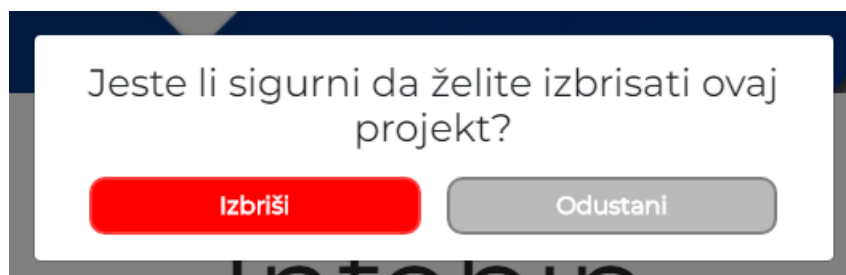 Jeste li sigurni da želite izbrisati ovaj
projekt?
Izbriši
Odustani